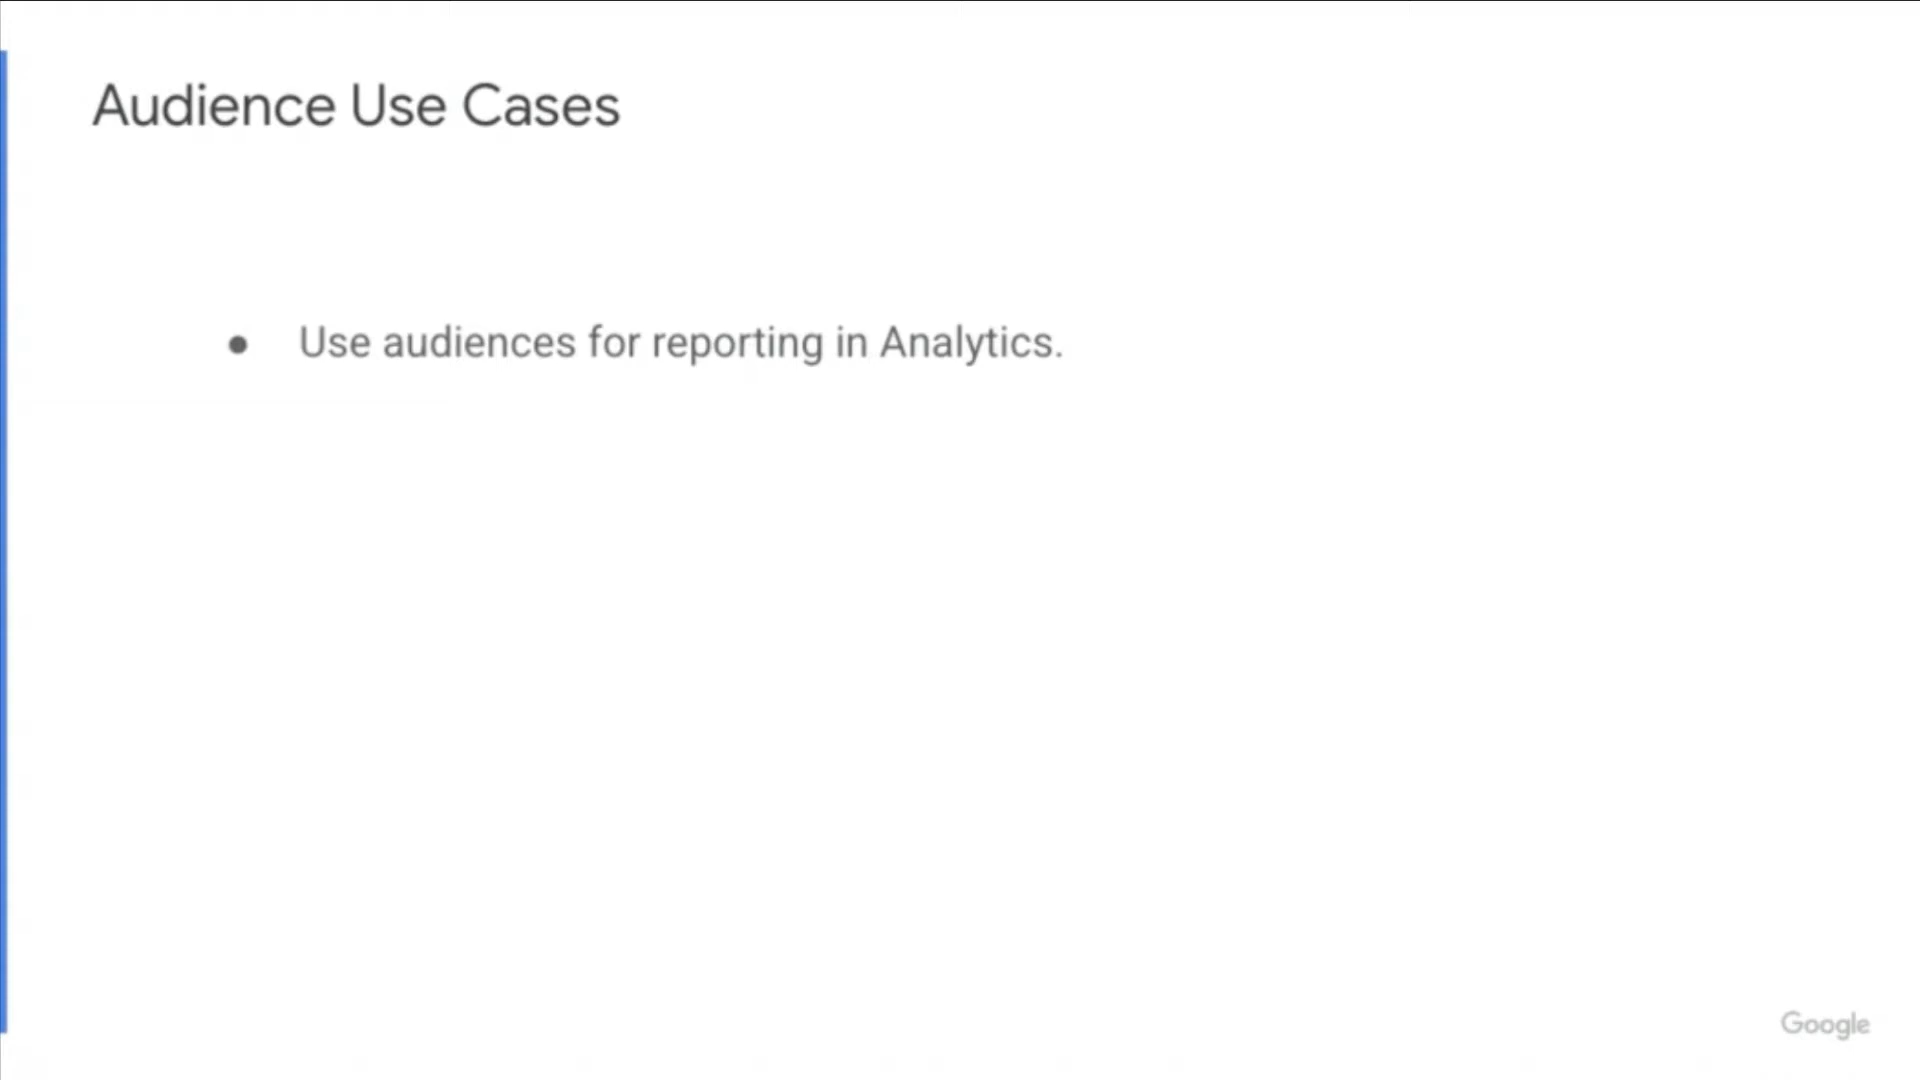 Audience Use Cases
● Use audiences for reporting in Analytics.
Google